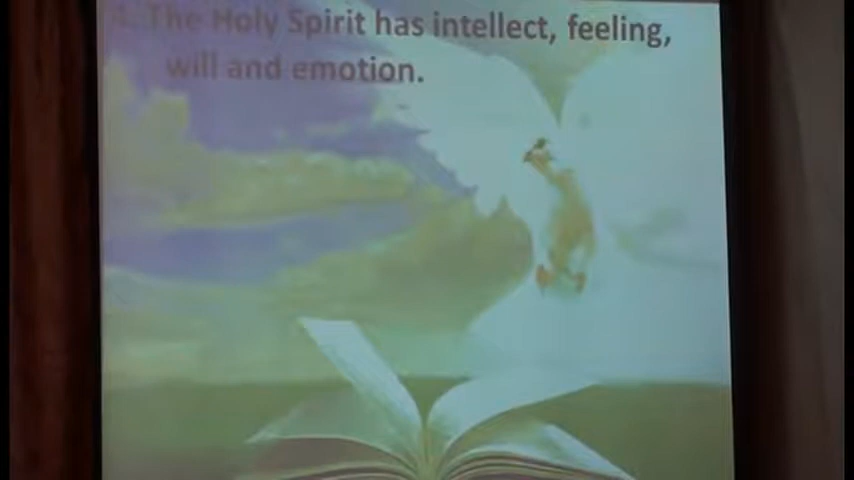 The Holy Spirit has intellect, feeling,
will and emotion.